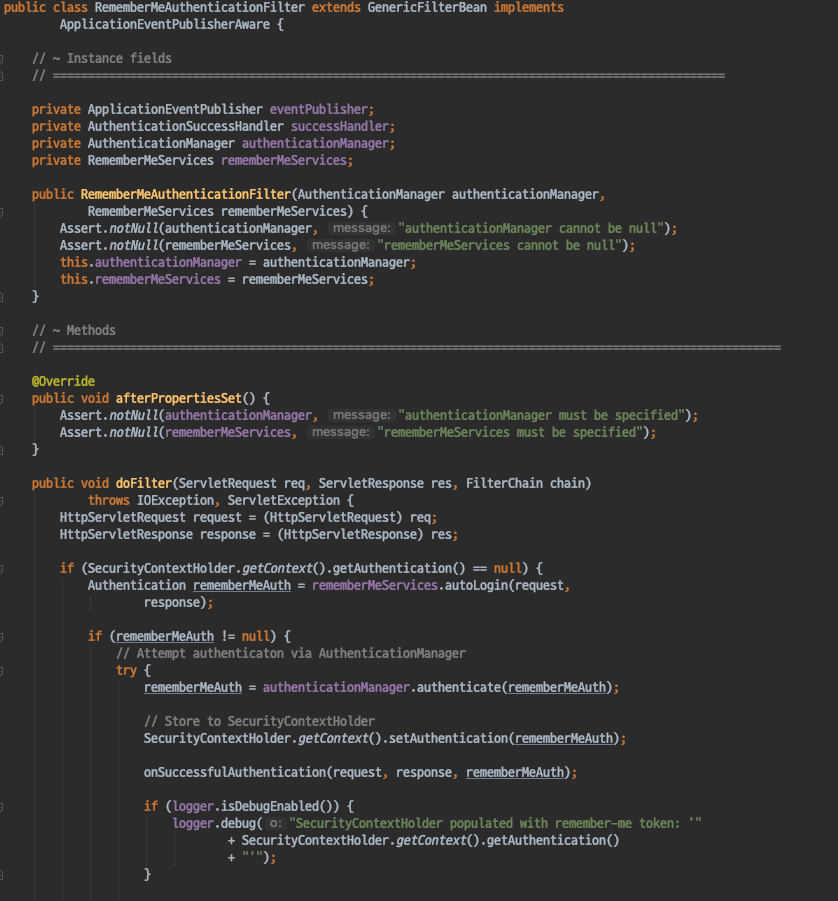 public class RememberMeAuthenticationFilter extends GenericFilterBean implements
        ApplicationEventPublisherAware {

    // ~ Instance fields
    // ================================================================================================

    private ApplicationEventPublisher eventPublisher;
    private AuthenticationSuccessHandler successHandler;
    private AuthenticationManager authenticationManager;
    private RememberMeServices rememberMeServices;

    public RememberMeAuthenticationFilter(AuthenticationManager authenticationManager,
            RememberMeServices rememberMeServices) {
        Assert.notNull(authenticationManager, message: "authenticationManager cannot be null");
        Assert.notNull(rememberMeServices, message: "rememberMeServices cannot be null");
        this.authenticationManager = authenticationManager;
        this.rememberMeServices = rememberMeServices;
    }

    // ~ Methods
    // ========================================================================================================

    @Override
    public void afterPropertiesSet() {
        Assert.notNull(authenticationManager, message: "authenticationManager must be specified");
        Assert.notNull(rememberMeServices, message: "rememberMeServices must be specified");
    }

    public void doFilter(ServletRequest req, ServletResponse res, FilterChain chain)
            throws IOException, ServletException {
        HttpServletRequest request = (HttpServletRequest) req;
        HttpServletResponse response = (HttpServletResponse) res;

        if (SecurityContextHolder.getContext().getAuthentication() == null) {
            Authentication rememberMeAuth = rememberMeServices.autoLogin(request,
                    response);

            if (rememberMeAuth != null) {
                // Attempt authenticaton via AuthenticationManager
                try {
                    rememberMeAuth = authenticationManager.authenticate(rememberMeAuth);

                    // Store to SecurityContextHolder
                    SecurityContextHolder.getContext().setAuthentication(rememberMeAuth);

                    onSuccessfulAuthentication(request, response, rememberMeAuth);

                    if (logger.isDebugEnabled()) {
                        logger.debug( o: "SecurityContextHolder populated with remember-me token: '"
                                + SecurityContextHolder.getContext().getAuthentication()
                                + "'");
                    }